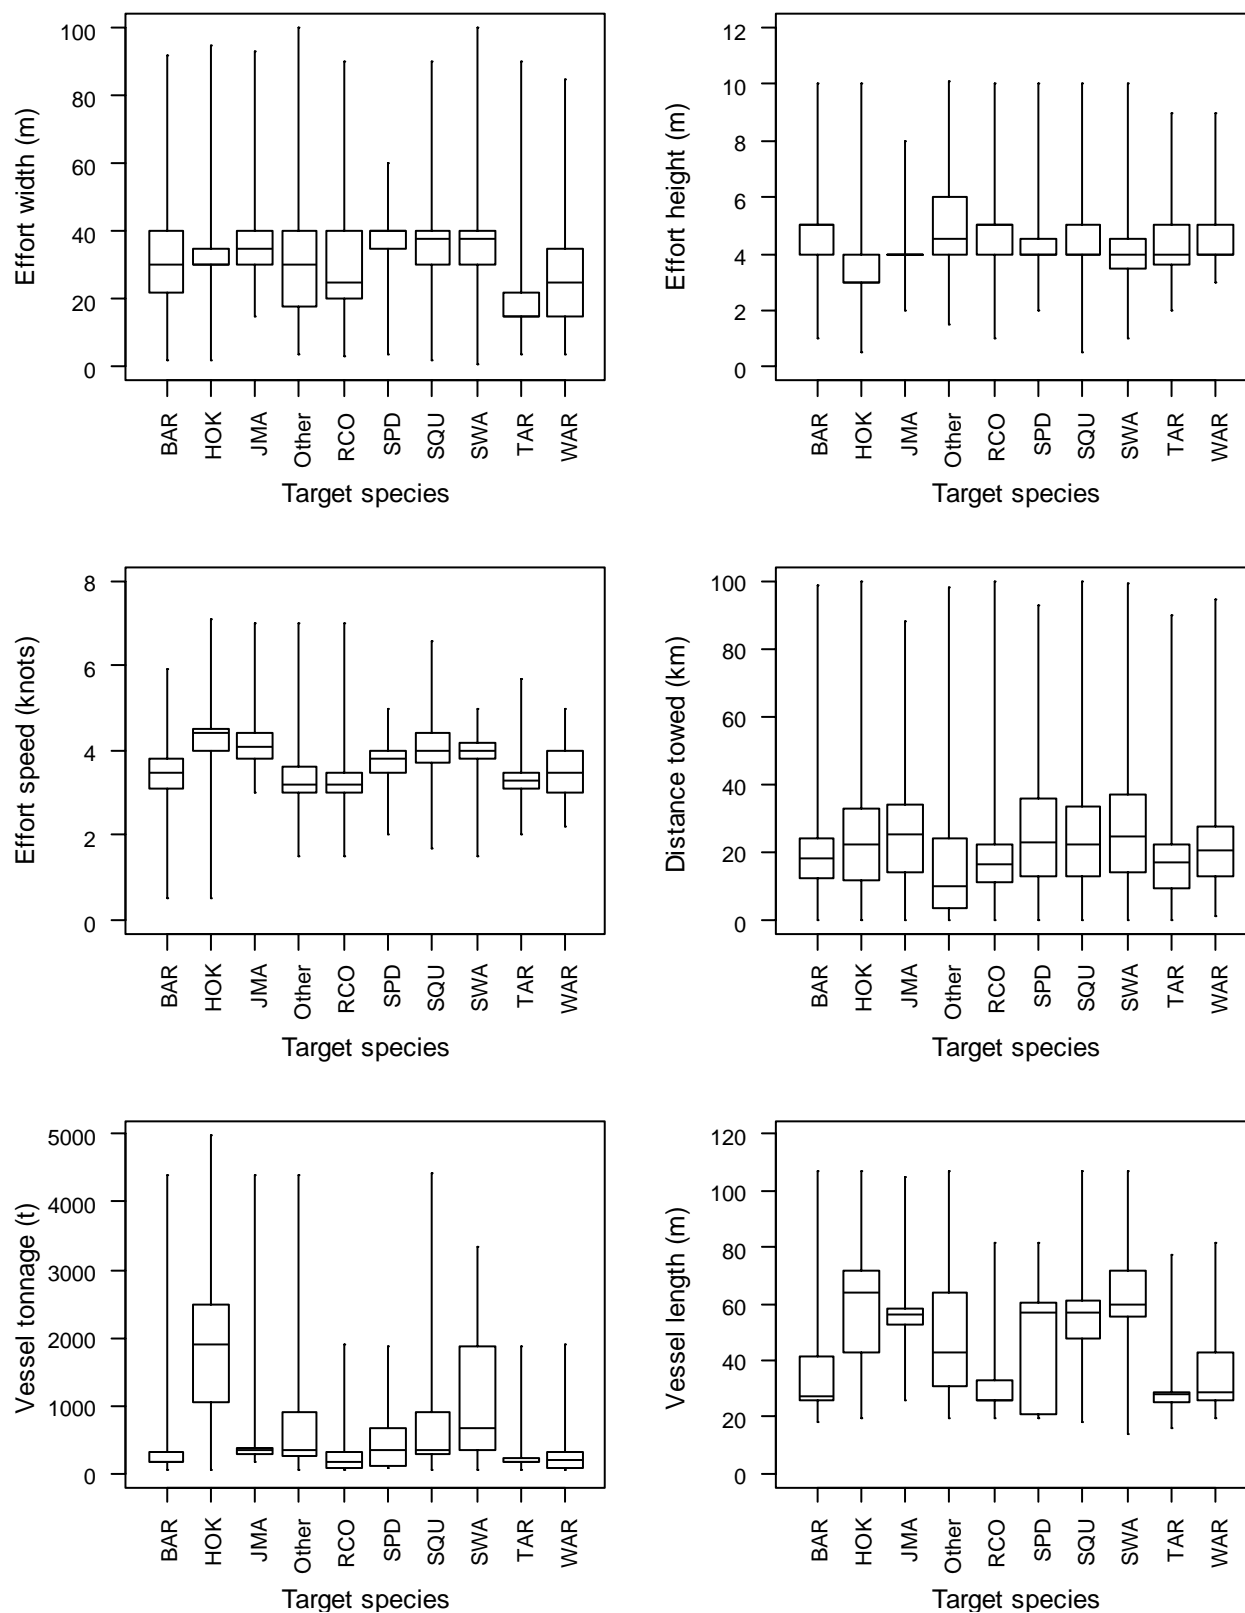 Effort width (m)
100
80
60
40
20
0
BAR HOK JMA Other RCO SPD SQU SWA TAR WAR
Target species
Effort height (m)
12
10
8
6
4
2
0
BAR HOK JMA Other RCO SPD SQU SWA TAR WAR
Target species
Effort speed (knots)
8
6
4
2
0
BAR HOK JMA Other RCO SPD SQU SWA TAR WAR
Target species
Distance towed (km)
100
80
60
40
20
0
BAR HOK JMA Other RCO SPD SQU SWA TAR WAR
Target species
Vessel tonnage (t)
5000
4000
3000
2000
1000
0
BAR HOK JMA Other RCO SPD SQU SWA TAR WAR
Target species
Vessel length (m)
120
100
80
60
40
20
0
BAR HOK JMA Other RCO SPD SQU SWA TAR WAR
Target species